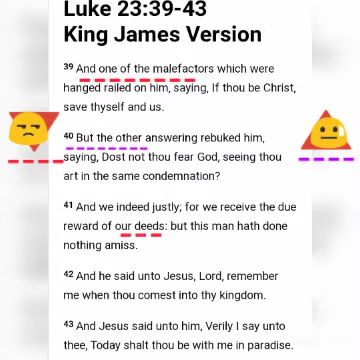 Luke 23:39-43
King James Version
39 And one of the malefactors which were
hanged railed on him, saying, If thou be Christ,
save thyself and us.
40 But the other answering rebuked him,
saying, Dost not thou fear God, seeing thou
art in the same condemnation?
41 And we indeed justly; for we receive the due
reward of our deeds: but this man hath done
nothing amiss.
42 And he said unto Jesus, Lord, remember
me when thou comest into thy kingdom.
43 And Jesus said unto him, Verily I say unto
thee, Today shalt thou be with me in paradise.